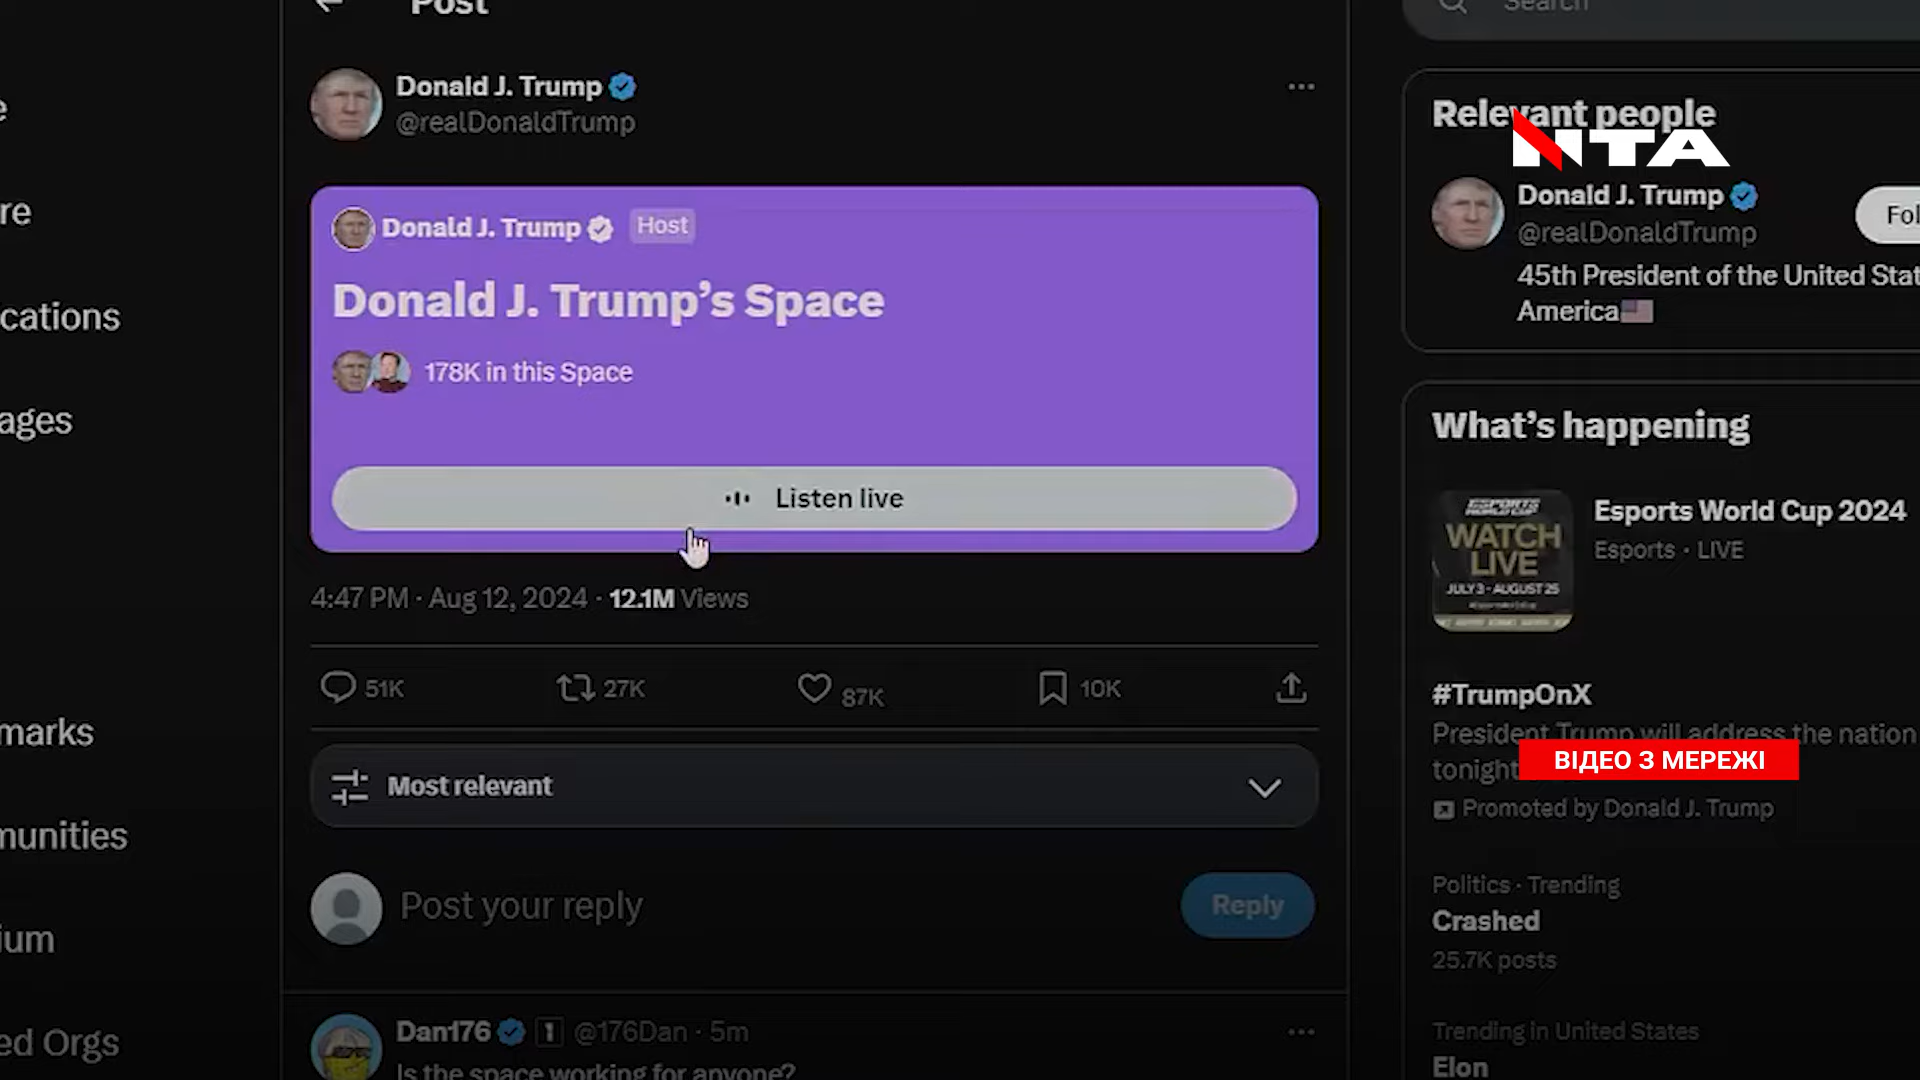 Post
Search
Donald J. Trump
@realDonaldTrump
Donald J. Trump Host
Donald J. Trump's Space
178K in this Space
Listen live
4:47 PM · Aug 12, 2024 · 12.1M Views
51K
27K
87K
10K
Most relevant
Post your reply
Reply
Dan176 1 @176Dan · 5m
Is the space working for anyone?
e
re
cations
ages
marks
munities
ium
ed Orgs
Relevant people
NTA
Donald J. Trump
@realDonaldTrump
Fol
45th President of the United Stat
America🇺🇸
What's happening
ESPORTS
WORLD CUP
WATCH
LIVE
JULY 3 - AUGUST 25
Esports World Cup 2024
Esports · LIVE
#TrumpOnX
President Trump will address the nation
tonight
ВІДЕО З МЕРЕЖІ
Promoted by Donald J. Trump
Politics · Trending
Crashed
25.7K posts
Trending in United States
Elon